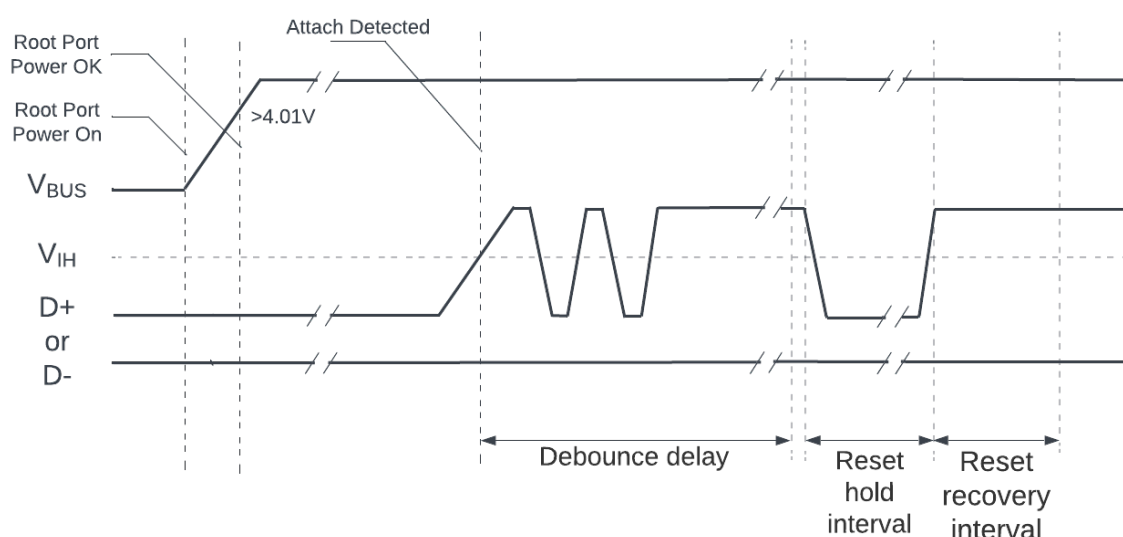 Attach Detected
Root Port
Power OK
>4.01V
Root Port
Power On
VBUS
VIH
D+
or
D-
Debounce delay
Reset
hold
interval
Reset
recovery
interval